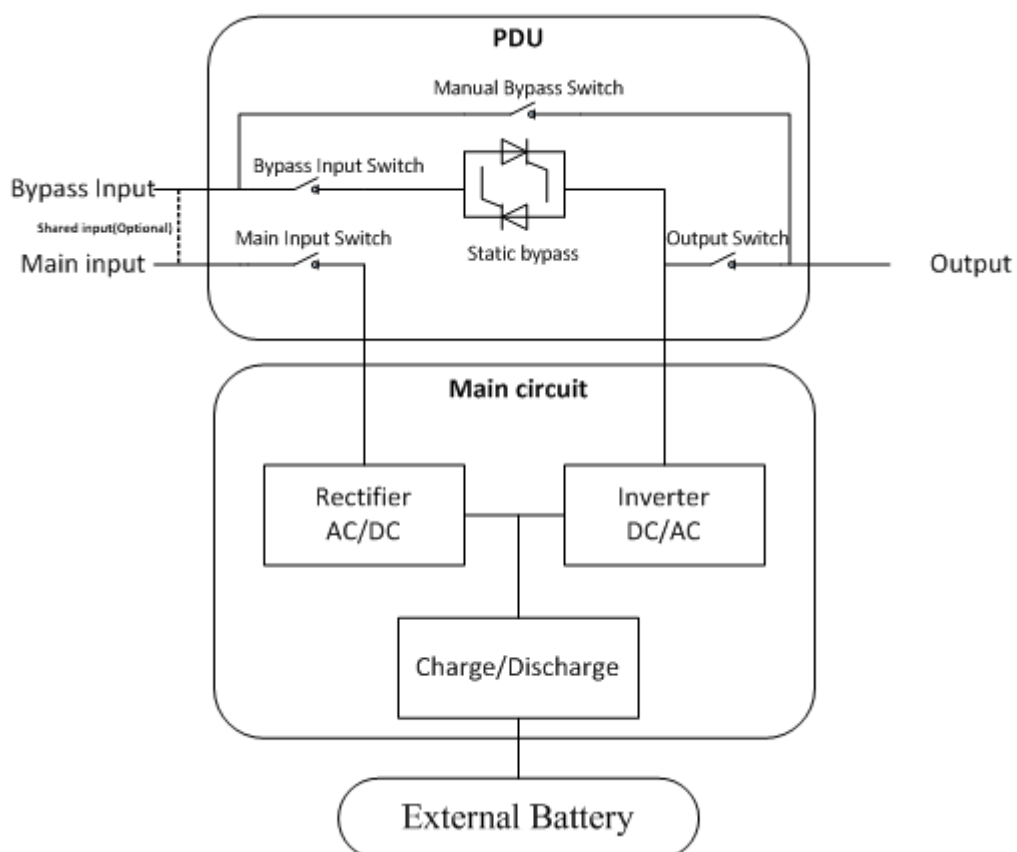 PDU
Manual Bypass Switch
Bypass Input Switch
Bypass Input
Shared input(Optional)
Main Input Switch
Output Switch
Static bypass
Main input
Output
Main circuit
Rectifier
AC/DC
Inverter
DC/AC
Charge/Discharge
External Battery